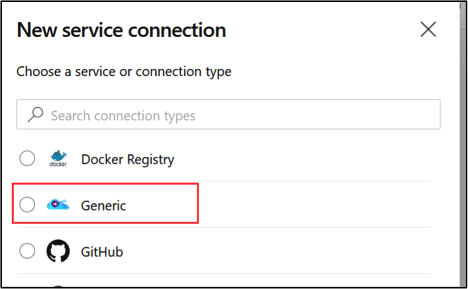 New service connection
Choose a service or connection type
Search connection types
docker
Docker Registry
Generic
GitHub